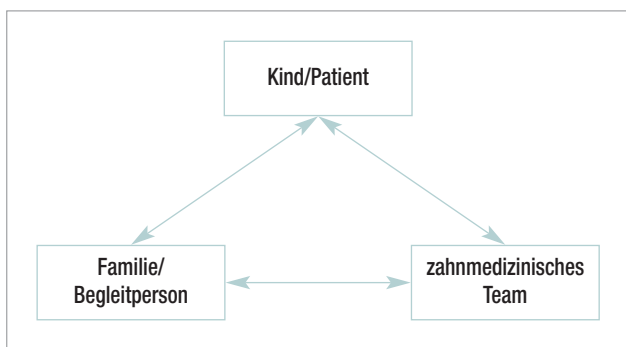 Kind/Patient
Familie/
Begleitperson
zahnmedizinisches
Team